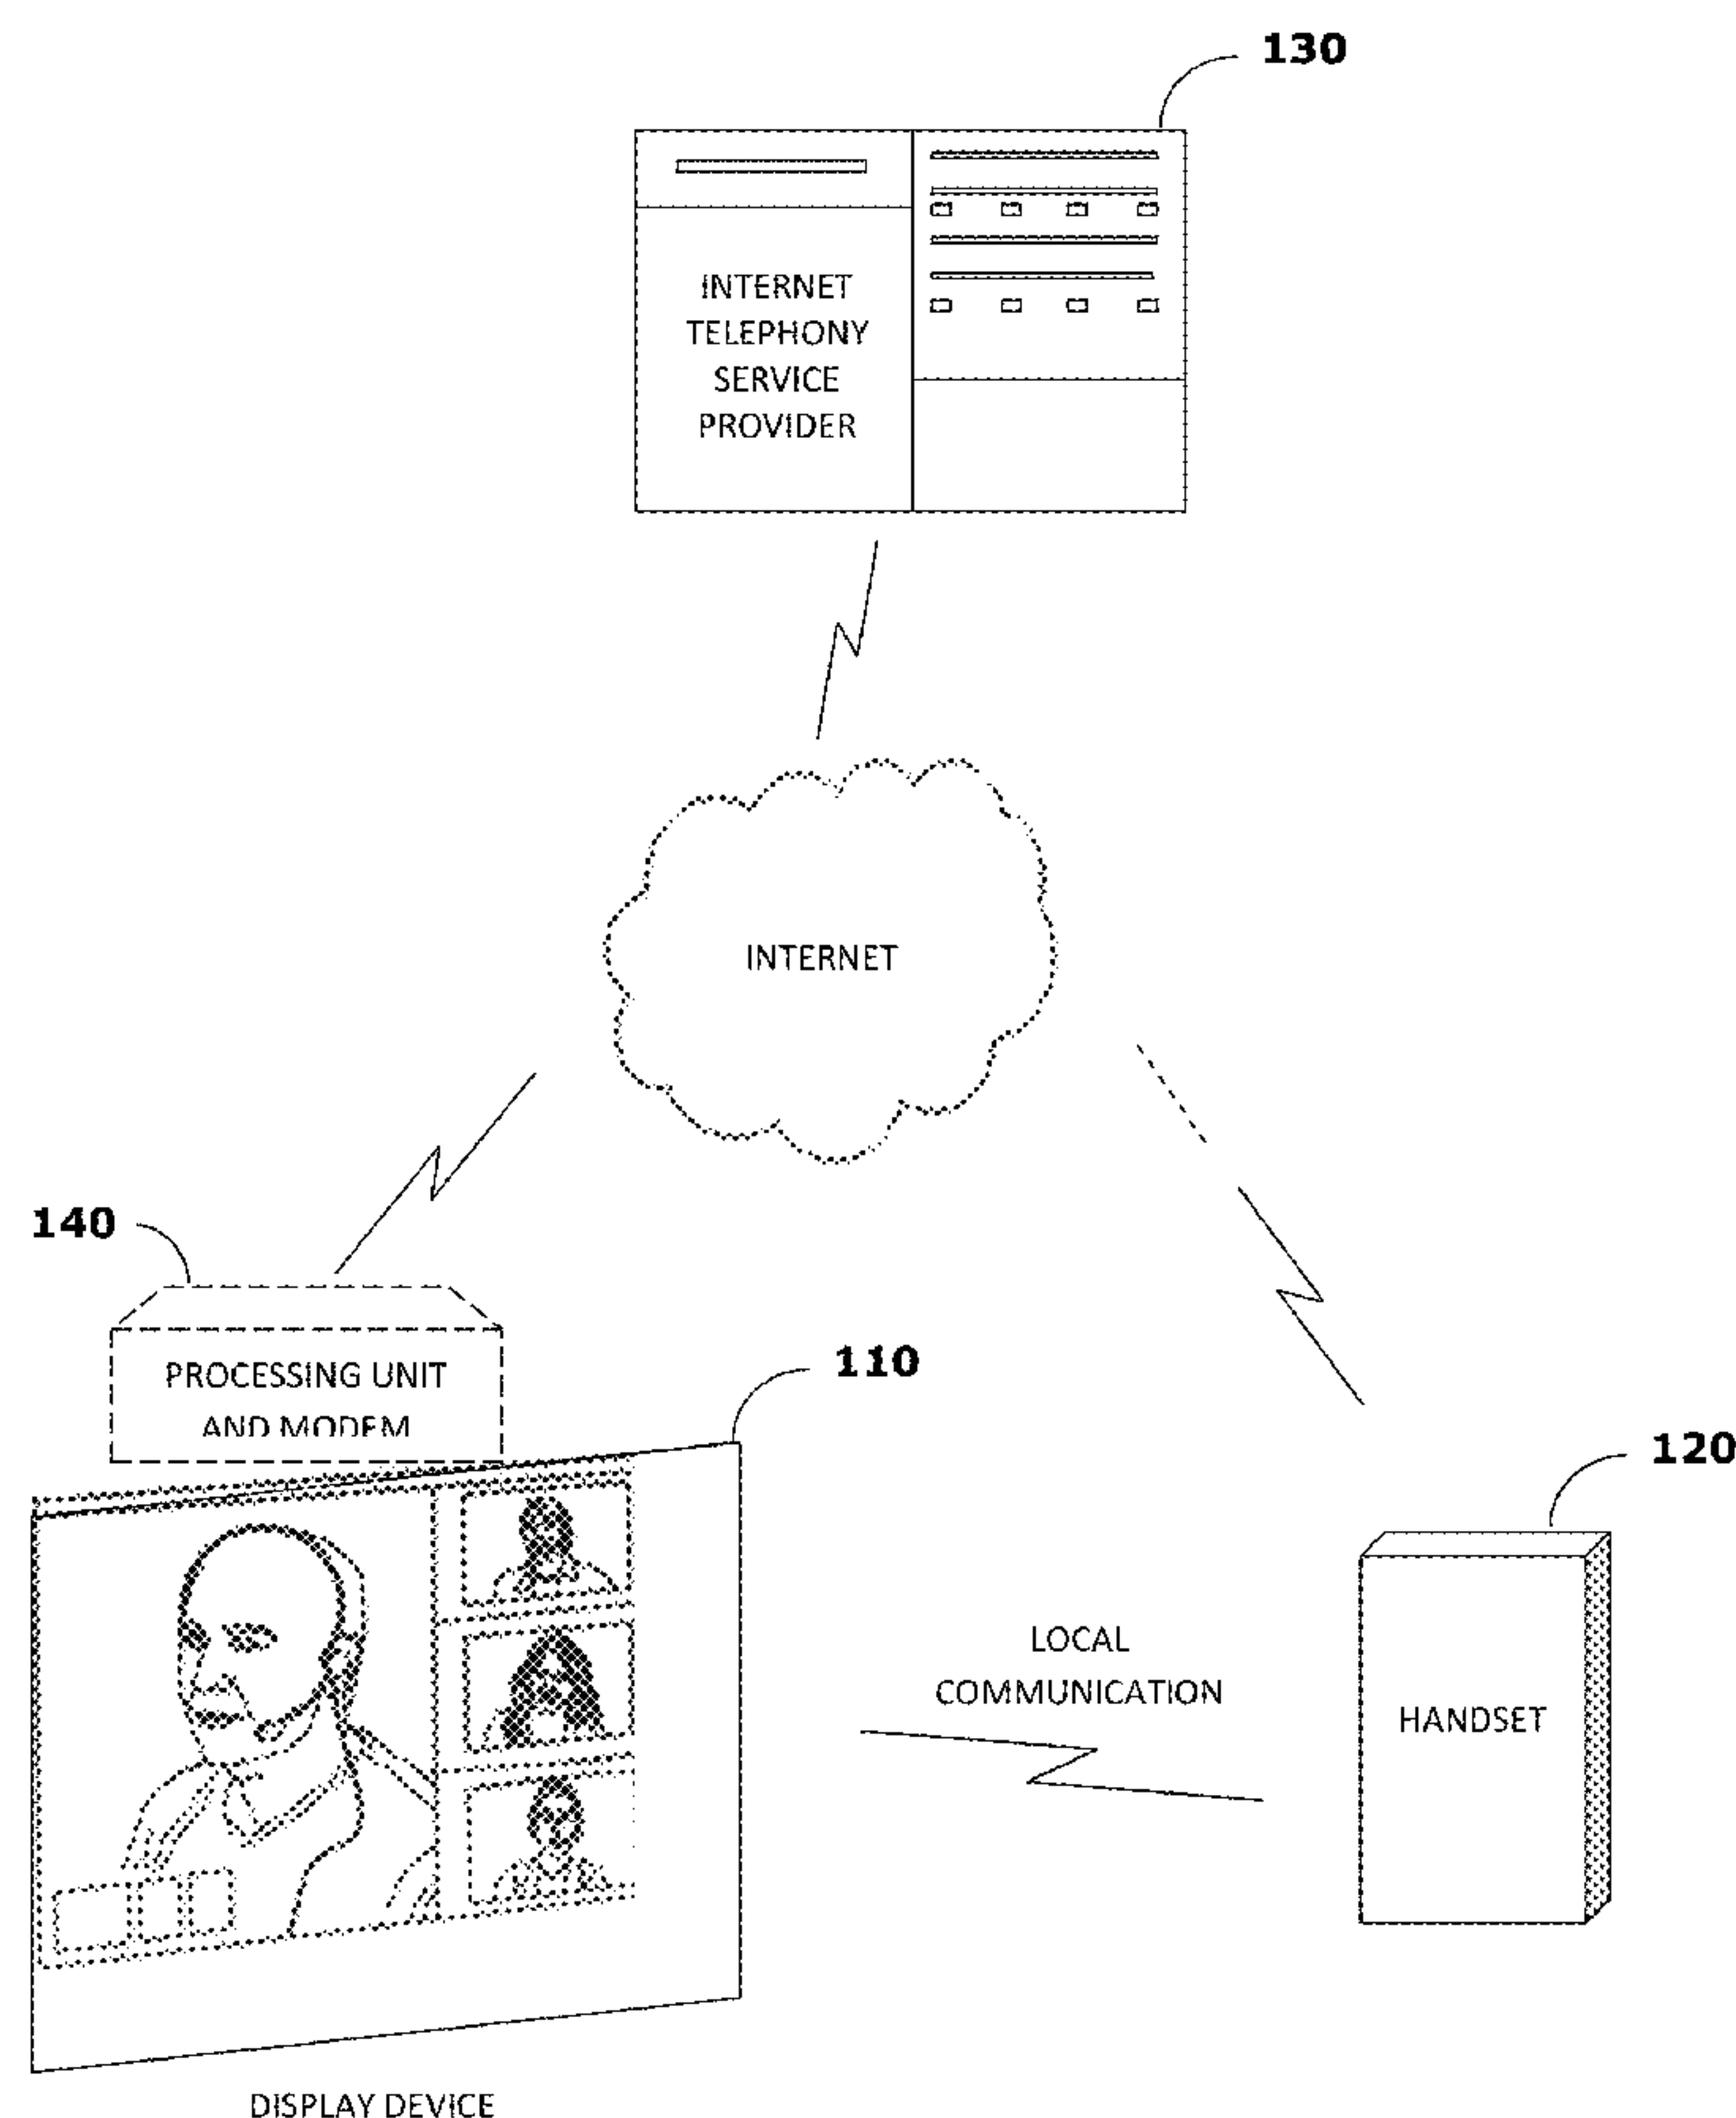 130
INTERNET
TELEPHONY
SERVICE
PROVIDER
INTERNET
140
PROCESSING UNIT
AND MODEM
110
120
LOCAL
COMMUNICATION
HANDSET
DISPLAY DEVICE